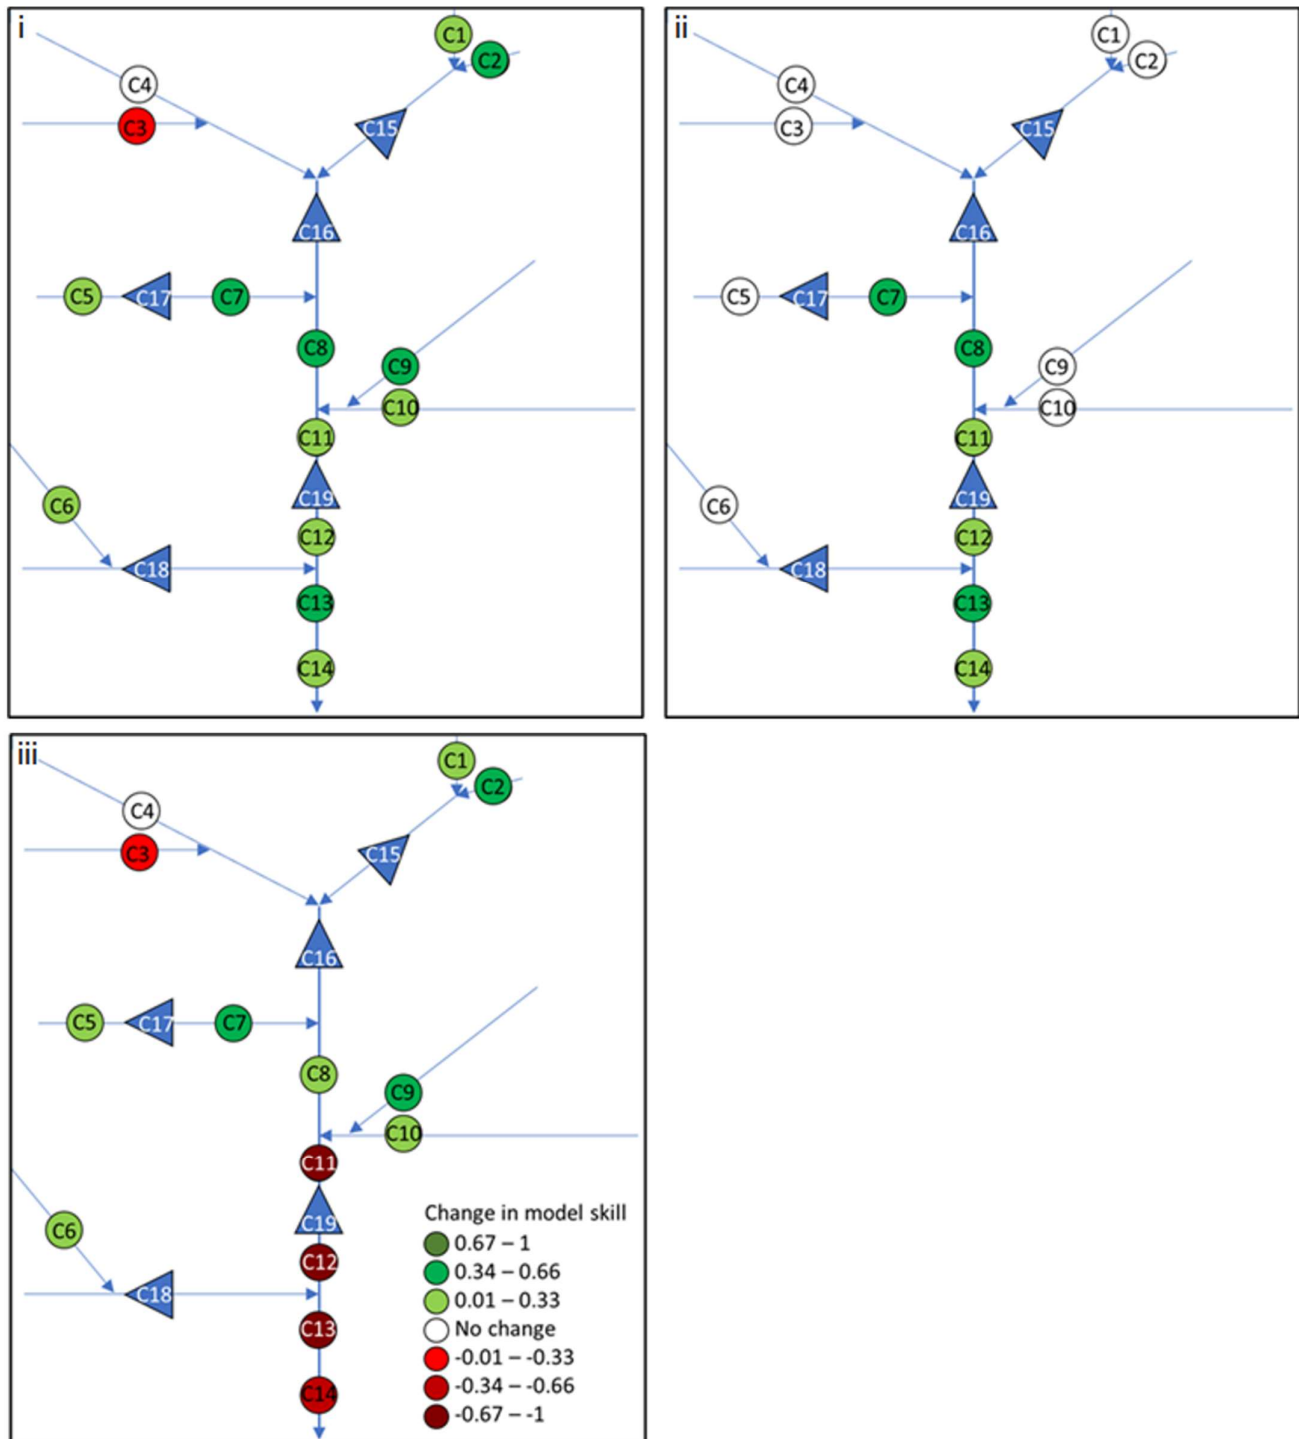 i
C1
C2
C4
C3
C15
C16
C5
C17
C7
C8
C9
C10
C11
C6
C19
C12
C18
C13
C14
ii
C1
C2
C4
C3
C15
C16
C5
C17
C7
C8
C9
C10
C11
C6
C19
C12
C18
C13
C14
iii
C1
C2
C4
C3
C15
C16
C5
C17
C7
C8
C9
C10
C11
C6
C19
C12
C18
C13
C14
Change in model skill
0.67 – 1
0.34 – 0.66
0.01 – 0.33
No change
-0.01 – -0.33
-0.34 – -0.66
-0.67 – -1